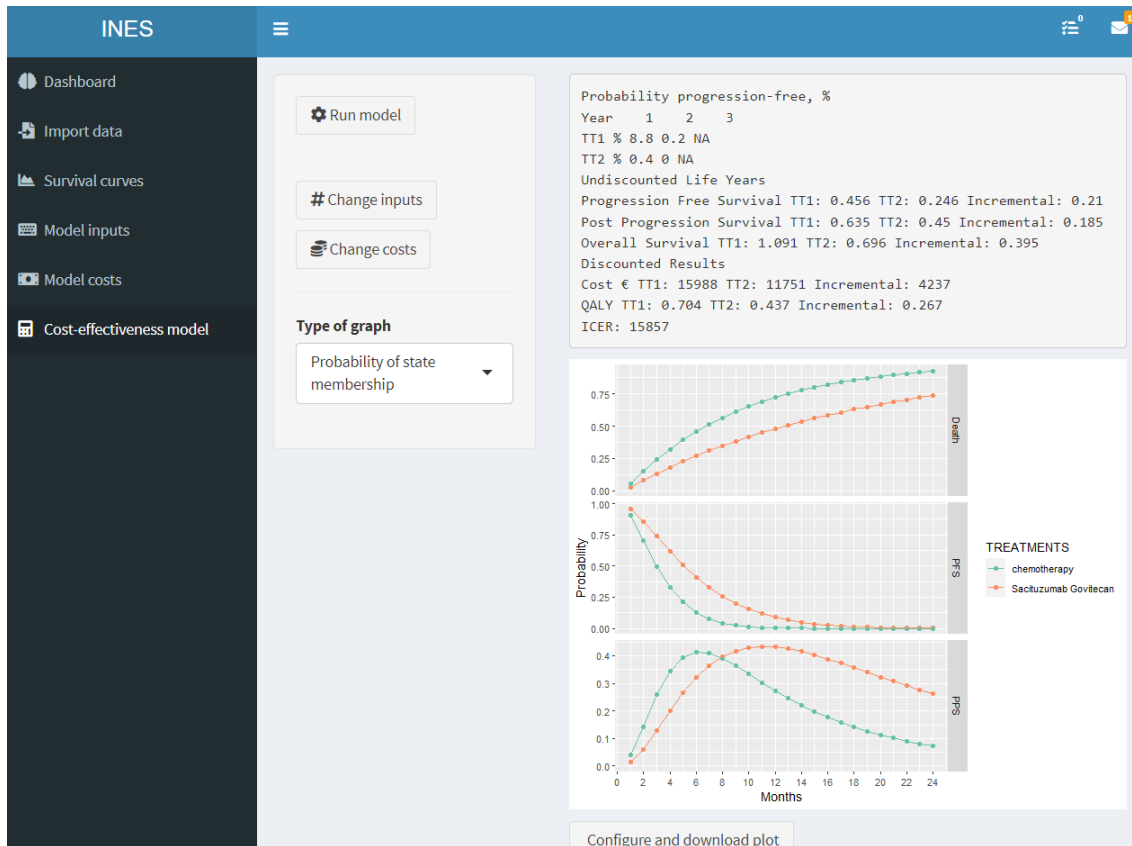 INES
0
1
Dashboard
Import data
Survival curves
Model inputs
Model costs
Cost-effectiveness model
Run model
Change inputs
Change costs
Type of graph
Probability of state
membership
Probability progression-free, %
Year 1 2 3
TT1 % 8.8 0.2 NA
TT2 % 0.4 0 NA
Undiscounted Life Years
Progression Free Survival TT1: 0.456 TT2: 0.246 Incremental: 0.21
Post Progression Survival TT1: 0.635 TT2: 0.45 Incremental: 0.185
Overall Survival TT1: 1.091 TT2: 0.696 Incremental: 0.395
Discounted Results
Cost € TT1: 15988 TT2: 11751 Incremental: 4237
QALY TT1: 0.704 TT2: 0.437 Incremental: 0.267
ICER: 15857
0.75
0.50
0.25
0.00
Death
1.00
0.75
0.50
0.25
0.00
PFS
Probability
0.4
0.3
0.2
0.1
0.0
PPS
0 2 4 6 8 10 12 14 16 18 20 22 24
Months
TREATMENTS
chemotherapy
Sacituzumab Govitecan
Configure and download plot